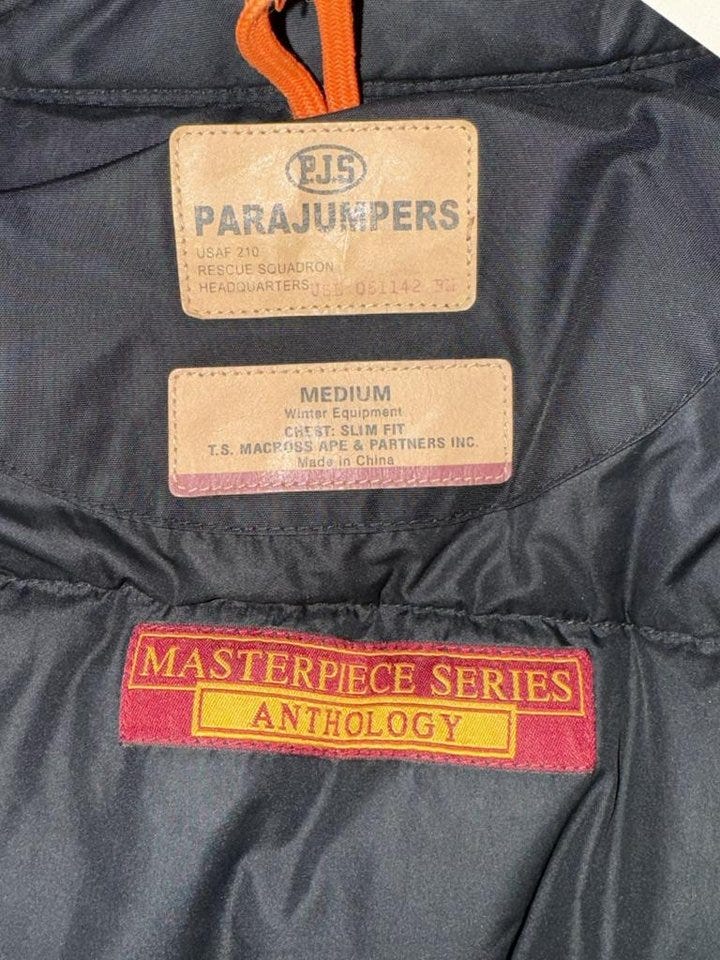 P.J.S
PARAJUMPERS
USAF 210
RESCUE SQUADRON
HEADQUARTERS 061142
MEDIUM
Winter Equipment
CHEST: SLIM FIT
T.S. MACROSS APE & PARTNERS INC.
Made in China
MASTERPIECE SERIES
ANTHOLOGY